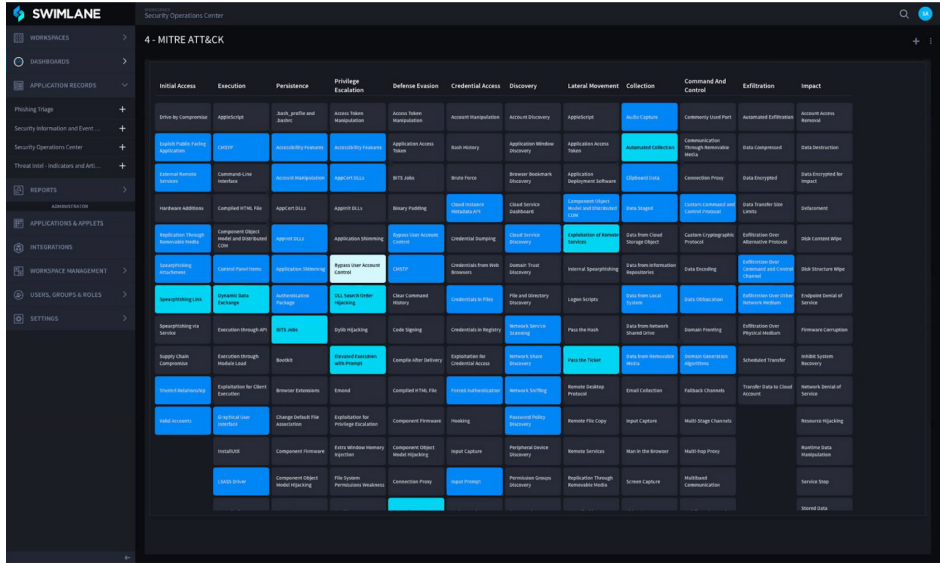 SWIMLANE
WORKSPACE
Security Operations Center
SA
WORKSPACES
DASHBOARDS
APPLICATION RECORDS
Phishing Triage
Security Information and Event ...
Security Operations Center
Threat Intel - Indicators and Arti...
REPORTS
ADMINISTRATOR
APPLICATIONS & APPLETS
INTEGRATIONS
WORKSPACE MANAGEMENT
USERS, GROUPS & ROLES
SETTINGS
4 - MITRE ATT&CK
Initial Access
Execution
Persistence
Privilege
Escalation
Defense Evasion
Credential Access
Discovery
Lateral Movement
Collection
Command And
Control
Exfiltration
Impact
Drive-by Compromise
AppleScript
.bash_profile and
.bashrc
Access Token
Manipulation
Access Token
Manipulation
Account Manipulation
Account Discovery
AppleScript
Audio Capture
Commonly Used Port
Automated Exfiltration
Account Access
Removal
Exploit Public-Facing
Application
CMSTP
Accessibility Features
Accessibility Features
Application Access
Token
Bash History
Application Window
Discovery
Application Access
Token
Automated Collection
Communication
Through Removable
Media
Data Compressed
Data Destruction
External Remote
Services
Command-Line
Interface
Account Manipulation
AppCert DLLs
BITS Jobs
Brute Force
Browser Bookmark
Discovery
Application
Deployment Software
Clipboard Data
Connection Proxy
Data Encrypted
Data Encrypted for
Impact
Hardware Additions
Compiled HTML File
AppCert DLLs
AppInit DLLs
Binary Padding
Cloud Instance
Metadata API
Cloud Service
Dashboard
Component Object
Model and Distributed
COM
Data Staged
Custom Command and
Control Protocol
Data Transfer Size
Limits
Defacement
Replication Through
Removable Media
Component Object
Model and Distributed
COM
AppInit DLLs
Application Shimming
Bypass User Account
Control
Credential Dumping
Cloud Service
Discovery
Exploitation of Remote
Services
Data from Cloud
Storage Object
Custom Cryptographic
Protocol
Exfiltration Over
Alternative Protocol
Disk Content Wipe
Spearphishing
Attachment
Control Panel Items
Application Shimming
Bypass User Account
Control
CMSTP
Credentials from Web
Browsers
Domain Trust
Discovery
Internal Spearphishing
Data from Information
Repositories
Data Encoding
Exfiltration Over
Command and Control
Channel
Disk Structure Wipe
Spearphishing Link
Dynamic Data
Exchange
Authentication
Package
DLL Search Order
Hijacking
Clear Command
History
Credentials in Files
File and Directory
Discovery
Logon Scripts
Data from Local
System
Data Obfuscation
Exfiltration Over Other
Network Medium
Endpoint Denial of
Service
Spearphishing via
Service
Execution through API
BITS Jobs
Dylib Hijacking
Code Signing
Credentials in Registry
Network Service
Scanning
Pass the Hash
Data from Network
Shared Drive
Domain Fronting
Exfiltration Over
Physical Medium
Firmware Corruption
Supply Chain
Compromise
Execution through
Module Load
Bootkit
Elevated Execution
with Prompt
Compile After Delivery
Exploitation for
Credential Access
Network Share
Discovery
Pass the Ticket
Data from Removable
Media
Domain Generation
Algorithms
Scheduled Transfer
Inhibit System
Recovery
Trusted Relationship
Exploitation for Client
Execution
Browser Extensions
Emond
Compiled HTML File
Forced Authentication
Network Sniffing
Remote Desktop
Protocol
Email Collection
Fallback Channels
Transfer Data to Cloud
Account
Network Denial of
Service
Valid Accounts
Graphical User
Interface
Change Default File
Association
Exploitation for
Privilege Escalation
Component Firmware
Hooking
Password Policy
Discovery
Remote File Copy
Input Capture
Multi-Stage Channels
Resource Hijacking
InstallUtil
Component Firmware
Extra Window Memory
Injection
Component Object
Model Hijacking
Input Capture
Peripheral Device
Discovery
Remote Services
Man in the Browser
Multi-hop Proxy
Runtime Data
Manipulation
LSASS Driver
Component Object
Model Hijacking
File System
Permissions Weakness
Connection Proxy
Input Prompt
Permission Groups
Discovery
Replication Through
Removable Media
Screen Capture
Multiband
Communication
Service Stop
Stored Data